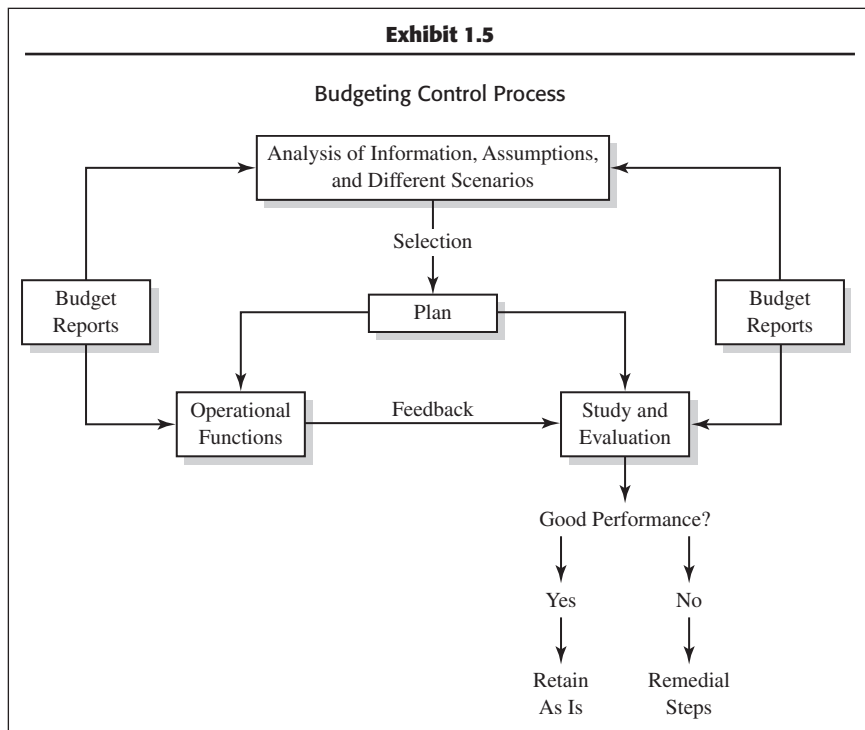 Exhibit 1.5
Budgeting Control Process
Analysis of Information, Assumptions,
and Different Scenarios
Selection
Budget
Reports
Plan
Budget
Reports
Operational
Functions
Feedback
Study and
Evaluation
Good Performance?
Yes
No
Retain
As Is
Remedial
Steps